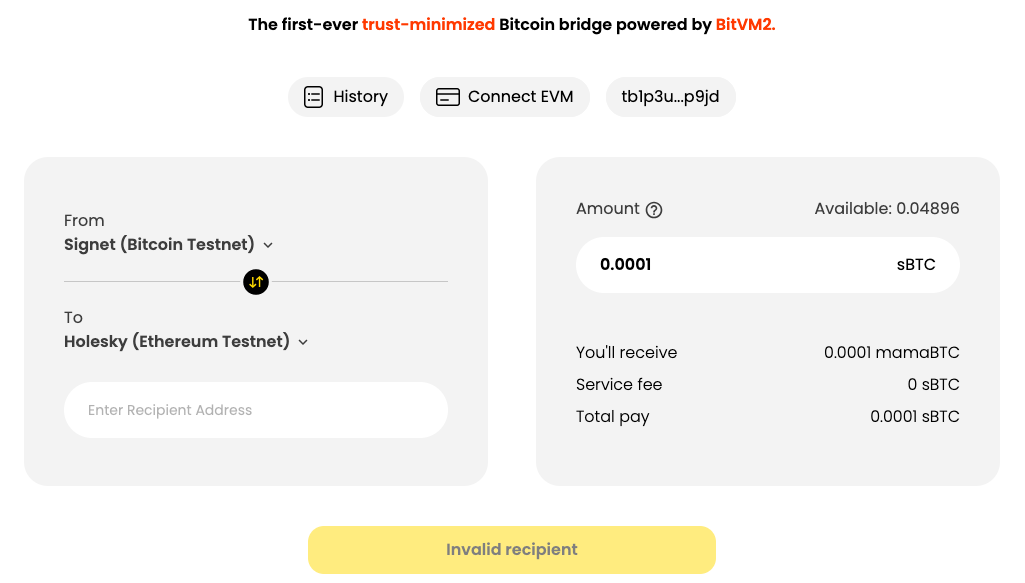 The first-ever trust-minimized Bitcoin bridge powered by BitVM2.
History
Connect EVM
tb1p3u...p9jd
From
Signet (Bitcoin Testnet)
To
Holesky (Ethereum Testnet)
Enter Recipient Address
Amount
Available: 0.04896
0.0001 sBTC
You'll receive 0.0001 mamaBTC
Service fee 0 sBTC
Total pay 0.0001 sBTC
Invalid recipient